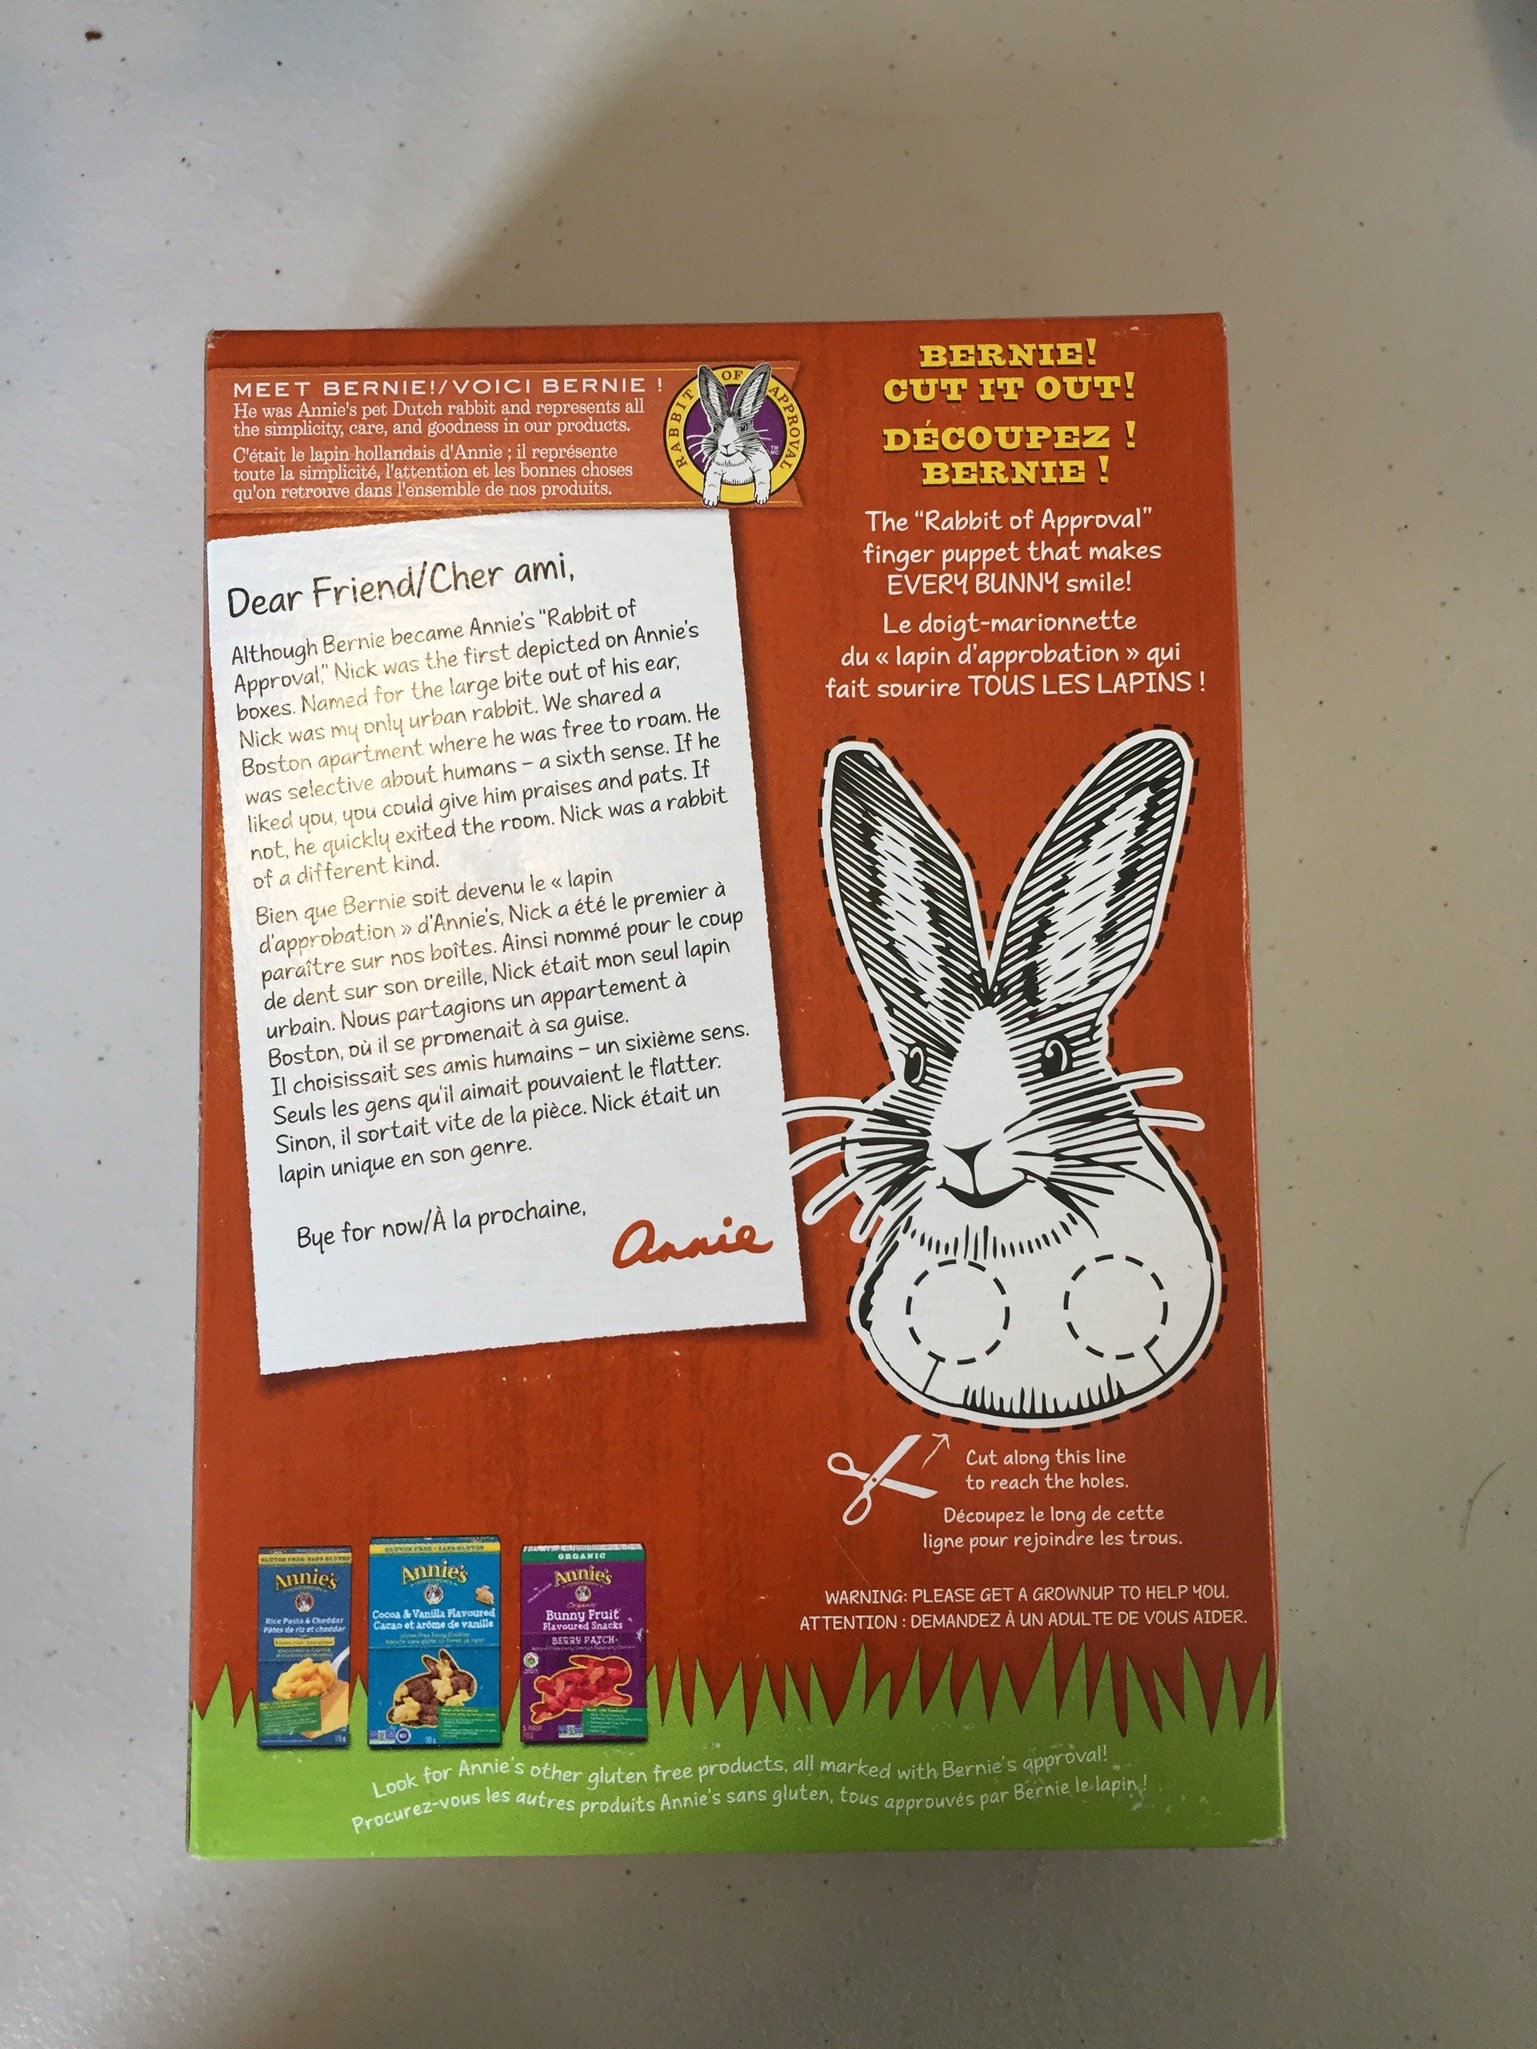 MEET BERNIE!/VOICI BERNIE !
He was Annie's pet Dutch rabbit and represents all
the simplicity, care, and goodness in our products.
C'était le lapin hollandais d'Annie ; il représente
toute la simplicité, l'attention et les bonnes choses
qu'on retrouve dans l'ensemble de nos produits.
RABBIT OF APPROVAL
Dear Friend/Cher ami,
Although Bernie became Annie's "Rabbit of
Approval," Nick was the first depicted on Annie's
boxes. Named for the large bite out of his ear,
Nick was my only urban rabbit. We shared a
Boston apartment where he was free to roam. He
was selective about humans – a sixth sense. If he
liked you, you could give him praises and pats. If
not, he quickly exited the room. Nick was a rabbit
of a different kind.
Bien que Bernie soit devenu le « lapin
d'approbation » d'Annie's, Nick a été le premier à
paraître sur nos boîtes. Ainsi nommé pour le coup
de dent sur son oreille, Nick était mon seul lapin
urbain. Nous partagions un appartement à
Boston, où il se promenait à sa guise.
Il choisissait ses amis humains – un sixième sens.
Seuls les gens qu'il aimait pouvaient le flatter.
Sinon, il sortait vite de la pièce. Nick était un
lapin unique en son genre.
Bye for now/À la prochaine,
Annie
BERNIE!
CUT IT OUT!
DÉCOUPEZ !
BERNIE !
The "Rabbit of Approval"
finger puppet that makes
EVERY BUNNY smile!
Le doigt-marionnette
du « lapin d'approbation » qui
fait sourire TOUS LES LAPINS !
Cut along this line
to reach the holes.
Découpez le long de cette
ligne pour rejoindre les trous.
WARNING: PLEASE GET A GROWNUP TO HELP YOU.
ATTENTION : DEMANDEZ À UN ADULTE DE VOUS AIDER.
GLUTEN FREE • SANS GLUTEN
Annie's
Rice Pasta & Cheddar
Pâtes de riz et cheddar
GLUTEN FREE • SANS GLUTEN
Annie's
Cocoa & Vanilla Flavoured
Cacao et arôme de vanille
ORGANIC
Annie's
Organic
Bunny Fruit
Flavoured Snacks
BERRY PATCH
Look for Annie's other gluten free products, all marked with Bernie's approval!
Procurez-vous les autres produits Annie's sans gluten, tous approuvés par Bernie le lapin !